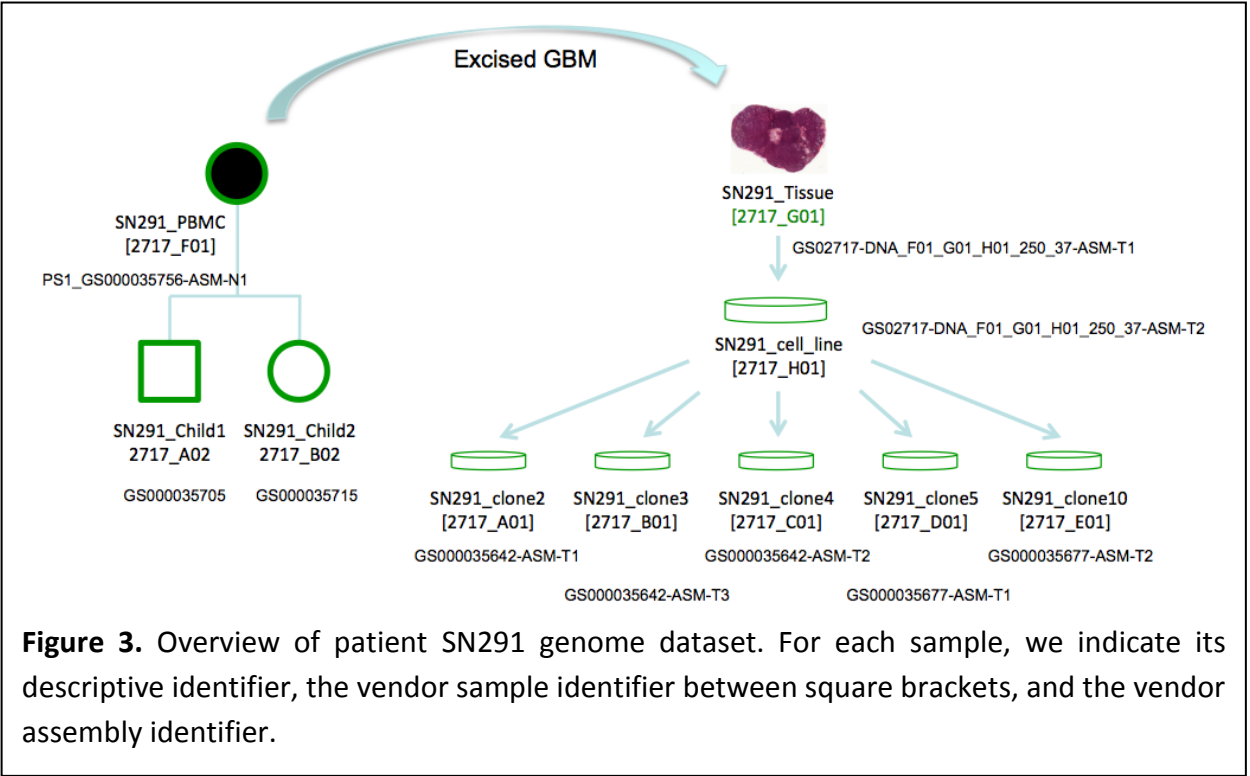 Excised GBM
SN291_PBMC
[2717_F01]
PS1_GS000035756-ASM-N1
SN291_Child1
2717_A02
GS000035705
SN291_Child2
2717_B02
GS000035715
SN291_Tissue
[2717_G01]
GS02717-DNA_F01_G01_H01_250_37-ASM-T1
SN291_cell_line
[2717_H01]
GS02717-DNA_F01_G01_H01_250_37-ASM-T2
SN291_clone2
[2717_A01]
GS000035642-ASM-T1
SN291_clone3
[2717_B01]
GS000035642-ASM-T3
SN291_clone4
[2717_C01]
GS000035642-ASM-T2
SN291_clone5
[2717_D01]
GS000035677-ASM-T1
SN291_clone10
[2717_E01]
GS000035677-ASM-T2
Figure 3. Overview of patient SN291 genome dataset. For each sample, we indicate its
descriptive identifier, the vendor sample identifier between square brackets, and the vendor
assembly identifier.